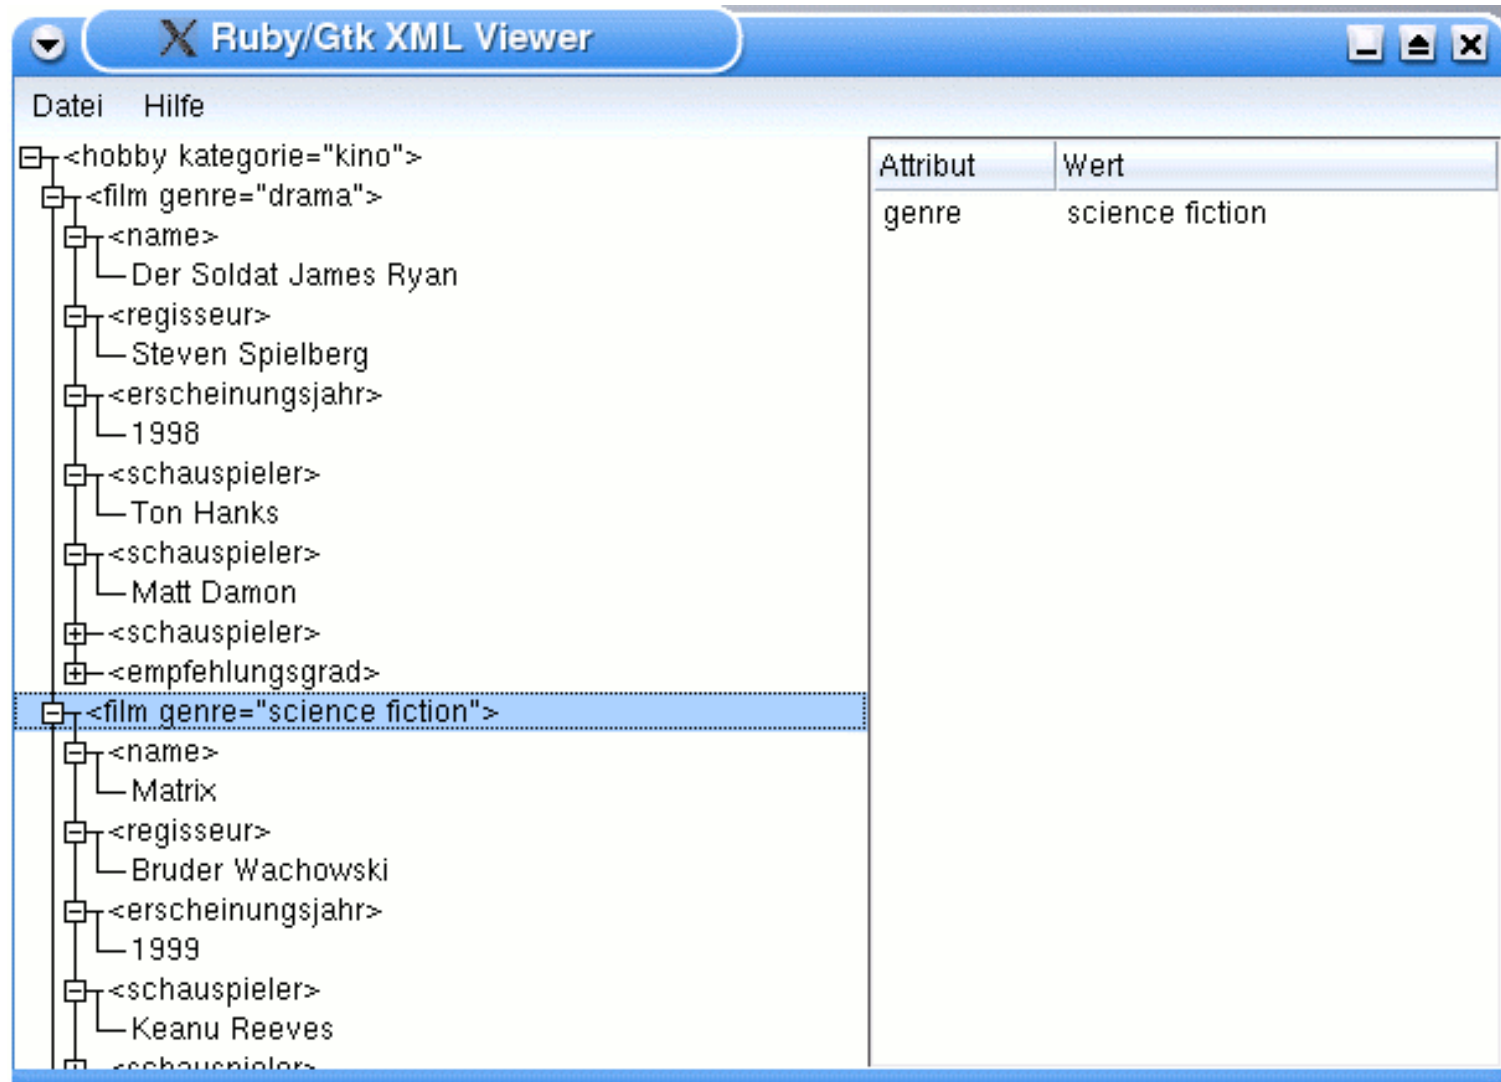 Ruby/Gtk XML Viewer
Datei Hilfe
<hobby kategorie="kino">
<film genre="drama">
<name>
Der Soldat James Ryan
<regisseur>
Steven Spielberg
<erscheinungsjahr>
1998
<schauspieler>
Ton Hanks
<schauspieler>
Matt Damon
<schauspieler>
<empfehlungsgrad>
<film genre="science fiction">
<name>
Matrix
<regisseur>
Bruder Wachowski
<erscheinungsjahr>
1999
<schauspieler>
Keanu Reeves
<schauspieler>
Attribut Wert
genre science fiction